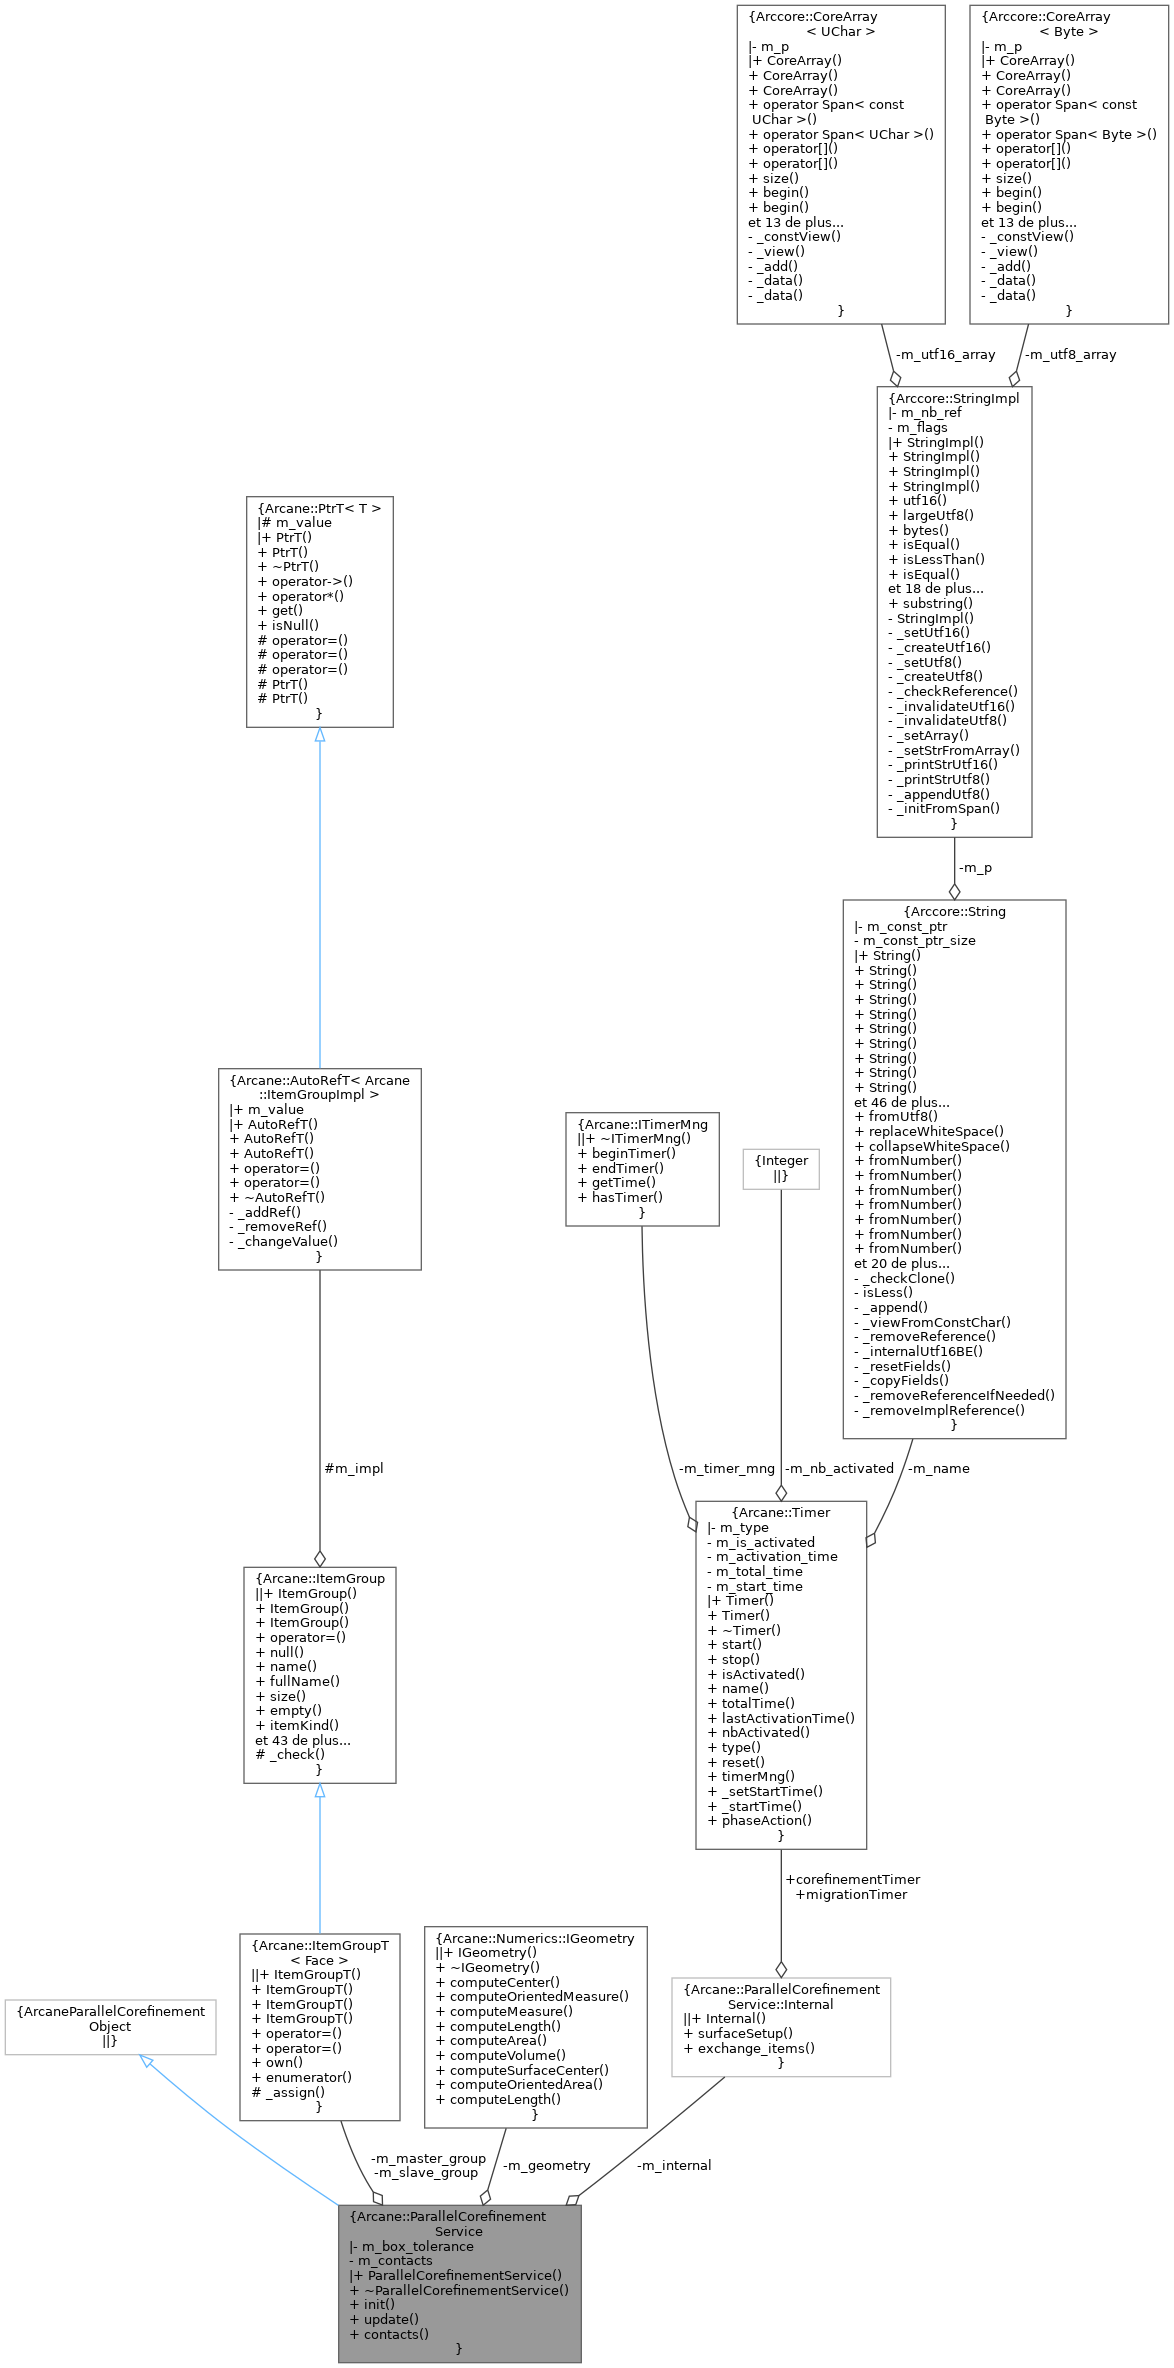 {Arccore::CoreArray
< UChar >
|- m_p
|+ CoreArray()
+ CoreArray()
+ CoreArray()
+ operator Span< const
UChar >()
+ operator Span< UChar >()
+ operator[]()
+ operator[]()
+ size()
+ begin()
+ begin()
et 13 de plus...
- _constView()
- _view()
- _add()
- _data()
- _data()
}
{Arccore::CoreArray
< Byte >
|- m_p
|+ CoreArray()
+ CoreArray()
+ CoreArray()
+ operator Span< const
Byte >()
+ operator Span< Byte >()
+ operator[]()
+ operator[]()
+ size()
+ begin()
+ begin()
et 13 de plus...
- _constView()
- _view()
- _add()
- _data()
- _data()
}
-m_utf16_array
-m_utf8_array
{Arccore::StringImpl
|- m_nb_ref
- m_flags
|+ StringImpl()
+ StringImpl()
+ StringImpl()
+ StringImpl()
+ utf16()
+ largeUtf8()
+ bytes()
+ isEqual()
+ isLessThan()
+ isEqual()
et 18 de plus...
+ substring()
- StringImpl()
- _setUtf16()
- _createUtf16()
- _setUtf8()
- _createUtf8()
- _checkReference()
- _invalidateUtf16()
- _invalidateUtf8()
- _setArray()
- _setStrFromArray()
- _printStrUtf16()
- _printStrUtf8()
- _appendUtf8()
- _initFromSpan()
}
{Arcane::PtrT< T >
|# m_value
|+ PtrT()
+ PtrT()
+ ~PtrT()
+ operator->()
+ operator*()
+ get()
+ isNull()
# operator=()
# operator=()
# operator=()
# PtrT()
# PtrT()
}
-m_p
{Arccore::String
|- m_const_ptr
- m_const_ptr_size
|+ String()
+ String()
+ String()
+ String()
+ String()
+ String()
+ String()
+ String()
+ String()
+ String()
et 46 de plus...
+ fromUtf8()
+ replaceWhiteSpace()
+ collapseWhiteSpace()
+ fromNumber()
+ fromNumber()
+ fromNumber()
+ fromNumber()
+ fromNumber()
+ fromNumber()
+ fromNumber()
et 20 de plus...
- _checkClone()
- isLess()
- _append()
- _viewFromConstChar()
- _removeReference()
- _internalUtf16BE()
- _resetFields()
- _copyFields()
- _removeReferenceIfNeeded()
- _removeImplReference()
}
{Arcane::AutoRefT< Arcane
::ItemGroupImpl >
|+ m_value
|+ AutoRefT()
+ AutoRefT()
+ AutoRefT()
+ operator=()
+ operator=()
+ ~AutoRefT()
- _addRef()
- _removeRef()
- _changeValue()
}
{Arcane::ITimerMng
||+ ~ITimerMng()
+ beginTimer()
+ endTimer()
+ getTime()
+ hasTimer()
}
{Integer
||}
#m_impl
-m_timer_mng
-m_nb_activated
-m_name
{Arcane::Timer
|- m_type
- m_is_activated
- m_activation_time
- m_total_time
- m_start_time
|+ Timer()
+ Timer()
+ ~Timer()
+ start()
+ stop()
+ isActivated()
+ name()
+ totalTime()
+ lastActivationTime()
+ nbActivated()
+ type()
+ reset()
+ timerMng()
+ _setStartTime()
+ _startTime()
+ phaseAction()
}
{Arcane::ItemGroup
||+ ItemGroup()
+ ItemGroup()
+ ItemGroup()
+ operator=()
+ null()
+ name()
+ fullName()
+ size()
+ empty()
+ itemKind()
et 43 de plus...
# _check()
}
+corefinementTimer
+migrationTimer
{ArcaneParallelCorefinement
Object
||}
{Arcane::ItemGroupT
< Face >
||+ ItemGroupT()
+ ItemGroupT()
+ ItemGroupT()
+ ItemGroupT()
+ operator=()
+ operator=()
+ own()
+ enumerator()
# _assign()
}
{Arcane::Numerics::IGeometry
||+ IGeometry()
+ ~IGeometry()
+ computeCenter()
+ computeOrientedMeasure()
+ computeMeasure()
+ computeLength()
+ computeArea()
+ computeVolume()
+ computeSurfaceCenter()
+ computeOrientedArea()
+ computeLength()
}
{Arcane::ParallelCorefinement
Service::Internal
||+ Internal()
+ surfaceSetup()
+ exchange_items()
}
-m_master_group
-m_slave_group
-m_geometry
-m_internal
{Arcane::ParallelCorefinement
Service
|- m_box_tolerance
- m_contacts
|+ ParallelCorefinementService()
+ ~ParallelCorefinementService()
+ init()
+ update()
+ contacts()
}